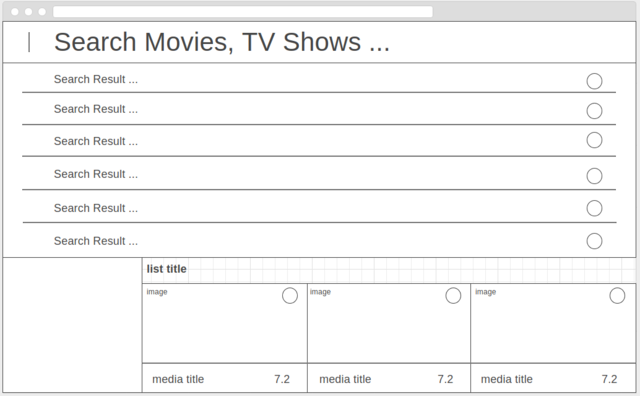 Search Movies, TV Shows ...
Search Result ...
Search Result ...
Search Result ...
Search Result ...
Search Result ...
Search Result ...
list title
image image image
media title 7.2 media title 7.2 media title 7.2